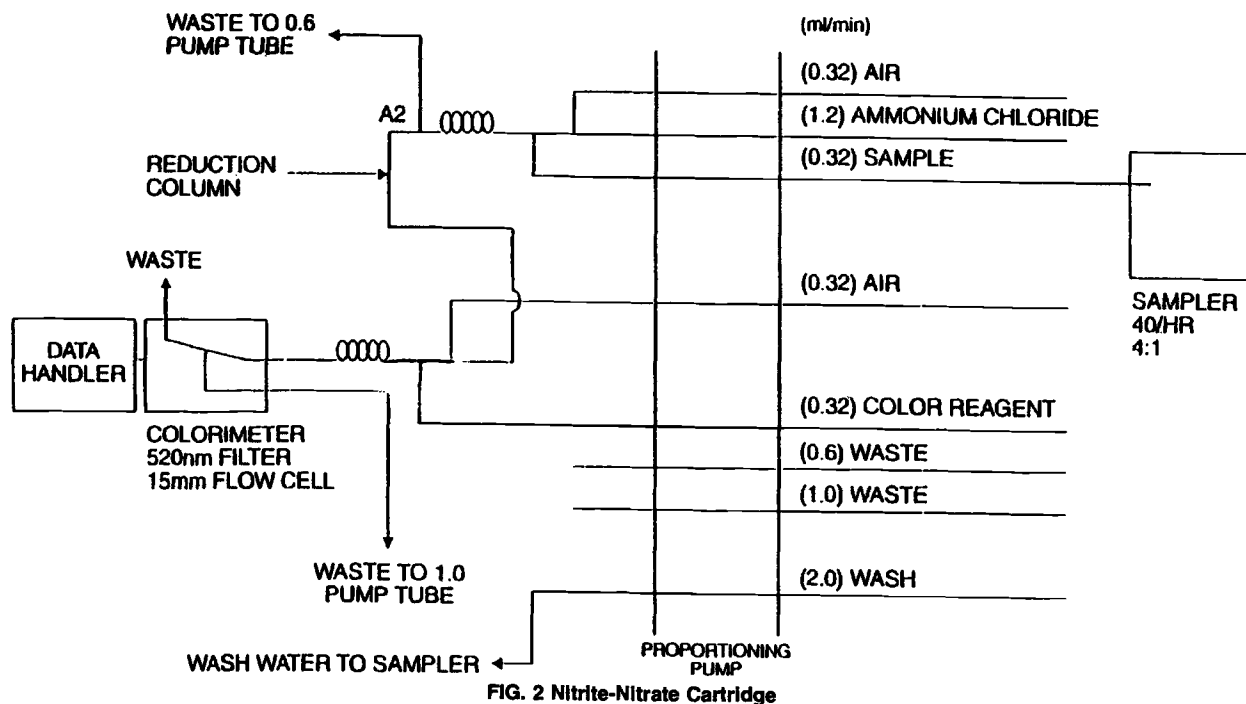 WASTE TO 0.6
PUMP TUBE
(ml/min)
(0.32) AIR
A2
(1.2) AMMONIUM CHLORIDE
REDUCTION
COLUMN
(0.32) SAMPLE
WASTE
(0.32) AIR
SAMPLER
40/HR
4:1
DATA
HANDLER
COLORIMETER
520nm FILTER
15mm FLOW CELL
(0.32) COLOR REAGENT
(0.6) WASTE
(1.0) WASTE
WASTE TO 1.0
PUMP TUBE
(2.0) WASH
WASH WATER TO SAMPLER
PROPORTIONING
PUMP
FIG. 2 Nitrite-Nitrate Cartridge